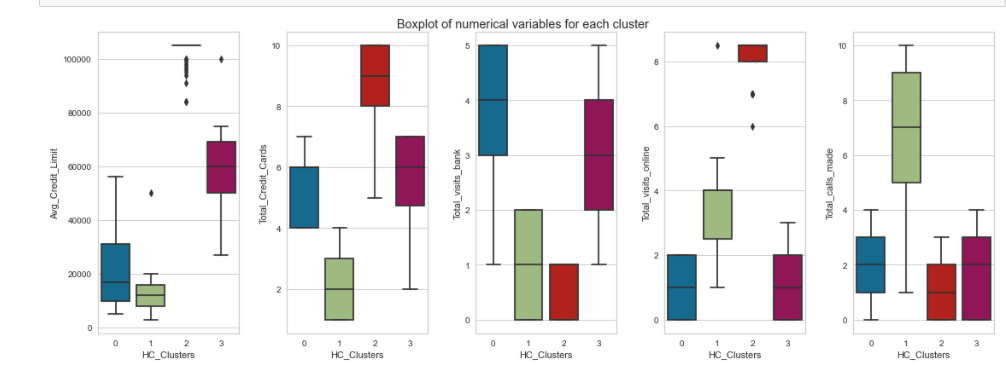 Boxplot of numerical variables for each cluster
Avg_Credit_Limit
100000
80000
60000
40000
20000
0
0 1 2 3
HC_Clusters
Total_Credit_Cards
10
8
6
4
2
0 1 2 3
HC_Clusters
Total_visits_bank
5
4
3
2
1
0
0 1 2 3
HC_Clusters
Total_visits_online
8
6
4
2
0
0 1 2 3
HC_Clusters
Total_calls_made
10
8
6
4
2
0
0 1 2 3
HC_Clusters